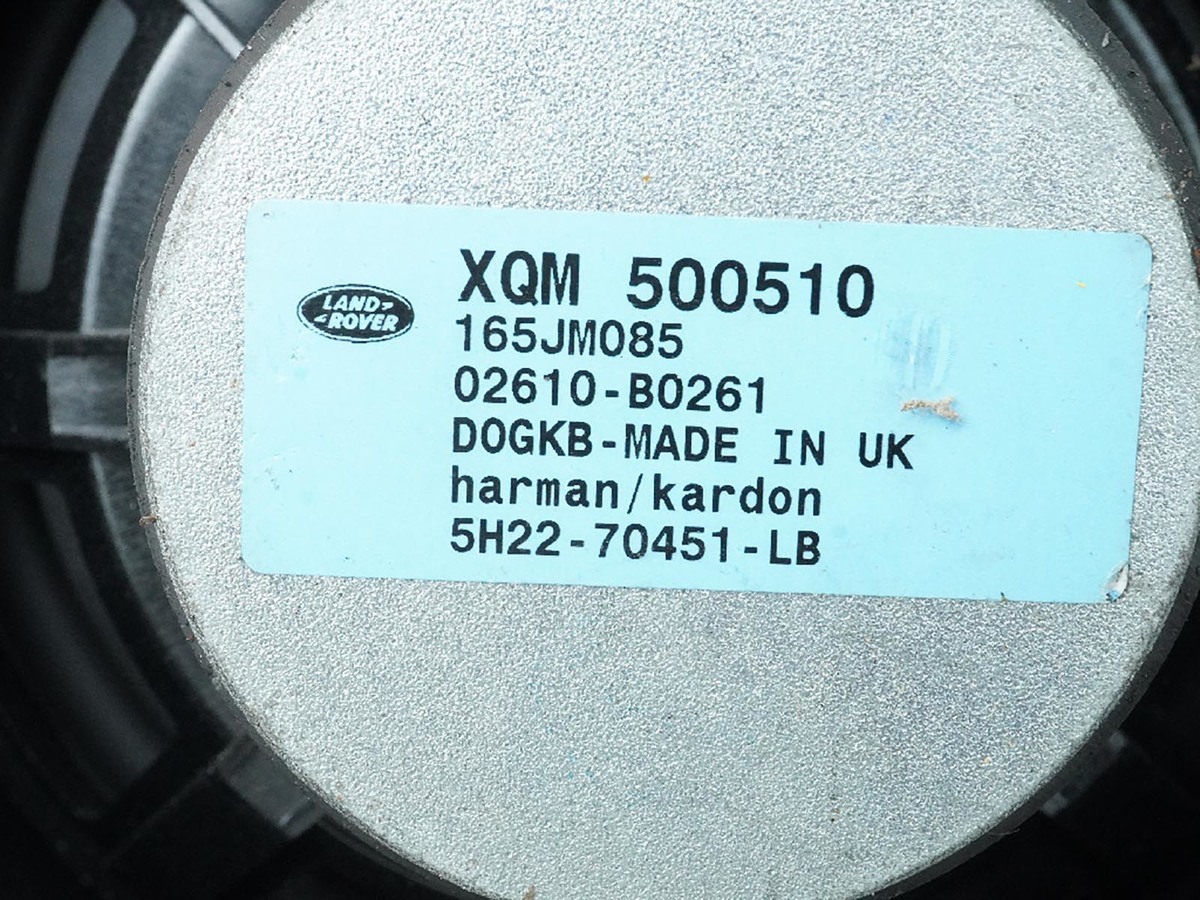 LAND-
ROVER
XQM 500510
165JM085
02610-B0261
DOGKB-MADE IN UK
harman/kardon
5H22-70451-LB